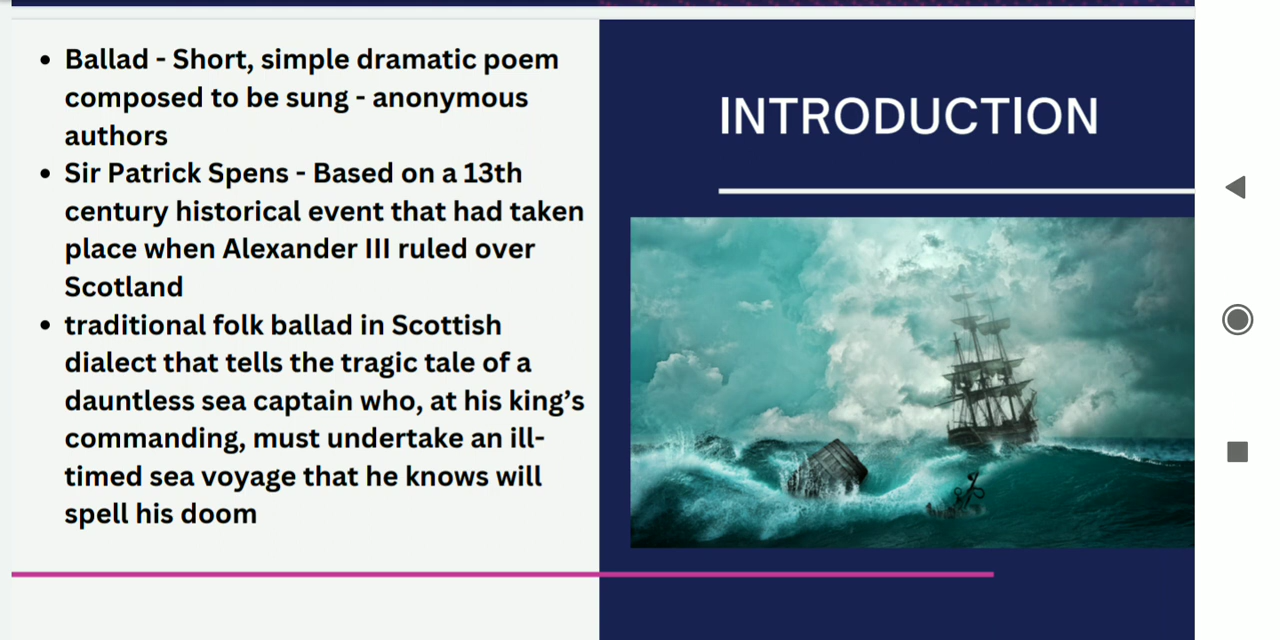 • Ballad - Short, simple dramatic poem
composed to be sung - anonymous
authors
• Sir Patrick Spens - Based on a 13th
century historical event that had taken
place when Alexander III ruled over
Scotland
• traditional folk ballad in Scottish
dialect that tells the tragic tale of a
dauntless sea captain who, at his king’s
commanding, must undertake an ill-
timed sea voyage that he knows will
spell his doom
INTRODUCTION